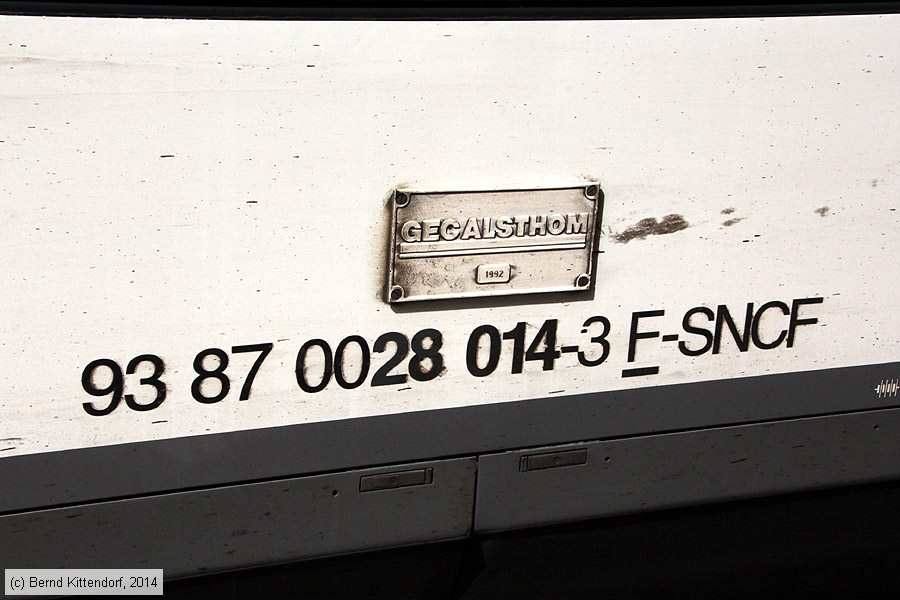 GECALSTHOM
1992
93 87 0028 014-3 F-SNCF
(c) Bernd Kittendorf, 2014